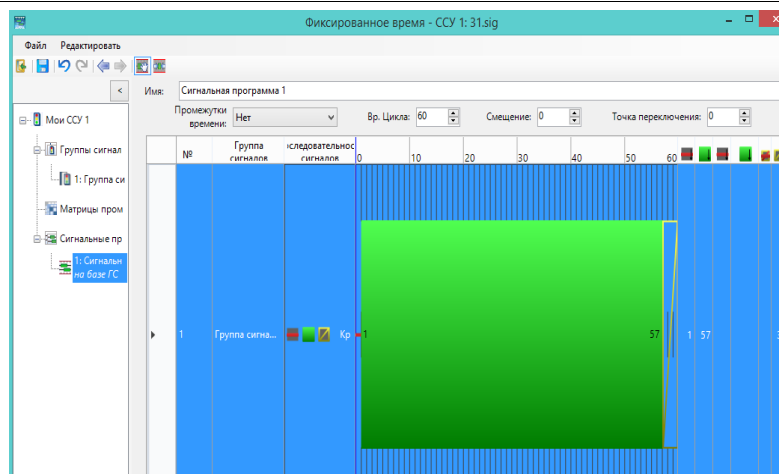 Фиксированное время - ССУ 1: 31.sig
Файл Редактировать
Имя: Сигнальная программа 1
Промежутки времени: Нет Вр. Цикла: 60 Смещение: 0 Точка переключения: 0
Мои ССУ 1
Группы сигнал
1: Группа си
Матрицы пром
Сигнальные пр
1: Сигнальн
на базе ГС
№ Группа сигналов следовательнос сигналов 0 10 20 30 40 50 60
1 Группа сигна... Кр 1 57 1 57